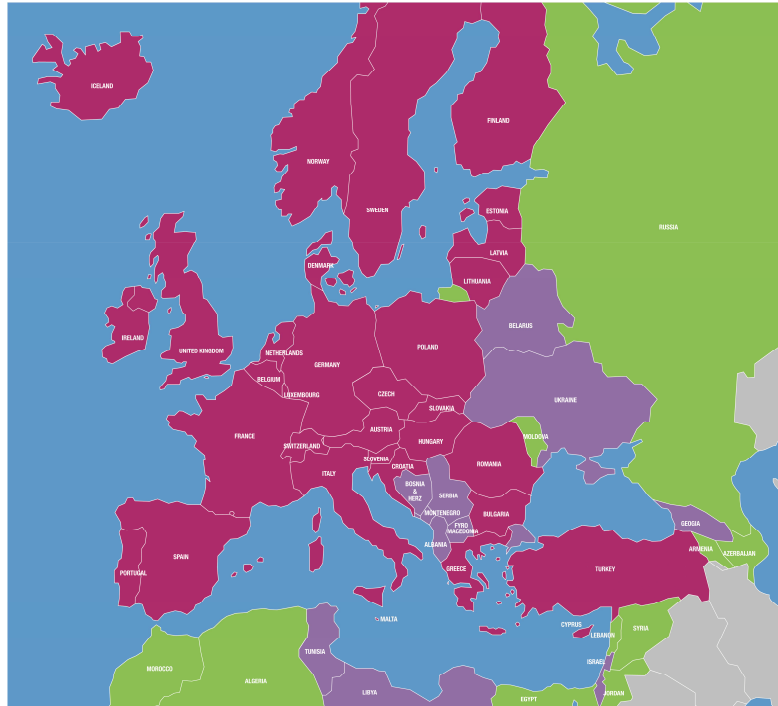 ICELAND
FINLAND
NORWAY
SWEDEN
ESTONIA
RUSSIA
LATVIA
DENMARK
LITHUANIA
BELARUS
IRELAND
UNITED KINGDOM
NETHERLANDS
POLAND
GERMANY
BELGIUM
LUXEMBOURG
CZECH
UKRAINE
SLOVAKIA
FRANCE
AUSTRIA
MOLDOVA
SWITZERLAND
HUNGARY
SLOVENIA
ROMANIA
CROATIA
ITALY
BOSNIA
&
HERZ
SERBIA
MONTENEGRO
BULGARIA
FYRO
MACEDONIA
GEOGIA
ALBANIA
ARMENIA
AZERBAIJAN
SPAIN
PORTUGAL
GREECE
TURKEY
MALTA
CYPRUS
LEBANON
SYRIA
TUNISIA
ISRAEL
MOROCCO
ALGERIA
LIBYA
EGYPT
JORDAN